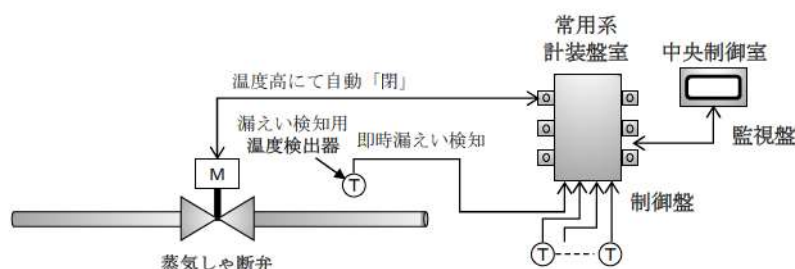 常用系
計装盤室
中央制御室
温度高にて自動「閉」
漏えい検知用
温度検出器
即時漏えい検知
監視盤
M
T
制御盤
T
T
蒸気しゃ断弁